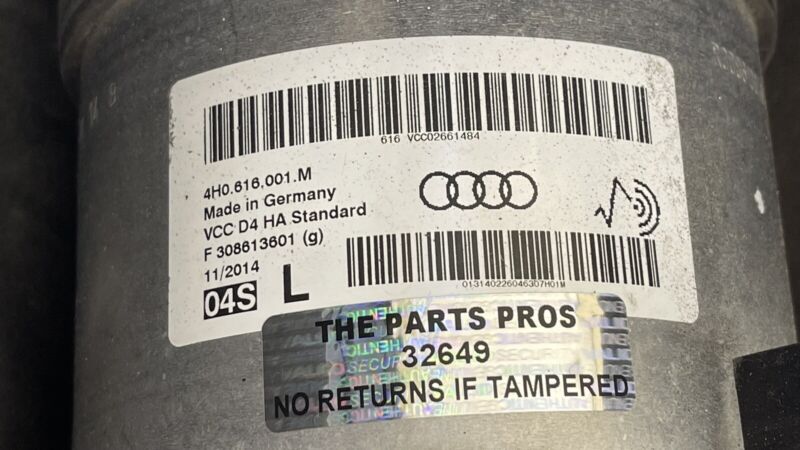 616 VCC02661484
4H0.616.001.M
Made in Germany
VCC D4 HA Standard
F 308613601 (g)
11/2014
04S L
013140226046307H01M
THE PARTS PROS
32649
NO RETURNS IF TAMPERED